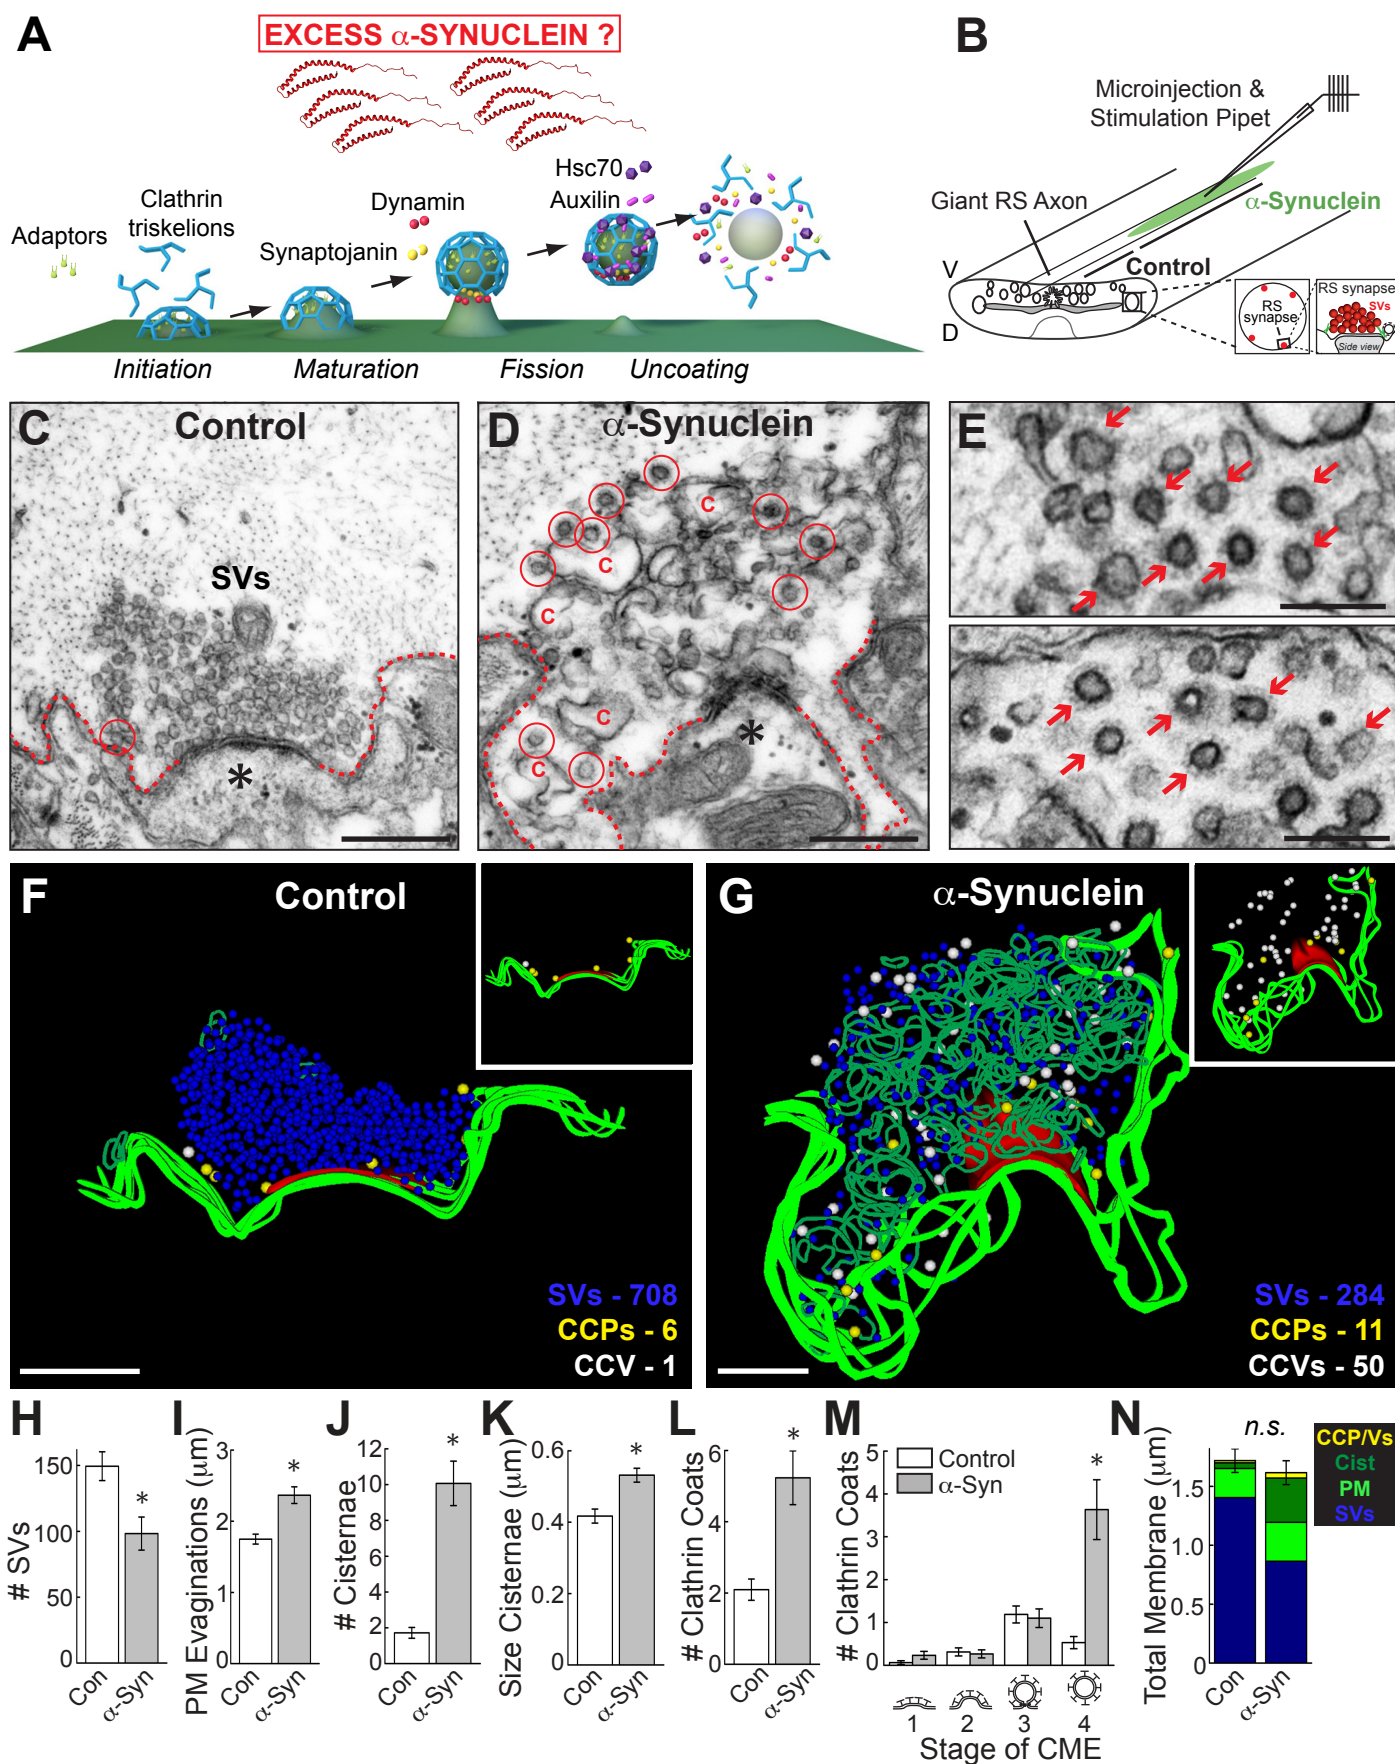 A
EXCESS α-SYNUCLEIN ?
Adaptors
Clathrin
triskelions
Dynamin
Synaptojanin
Hsc70
Auxilin
Initiation
Maturation
Fission
Uncoating
B
Microinjection &
Stimulation Pipet
Giant RS Axon
α-Synuclein
Control
V
D
RS
synapse
RS synapse
SVs
Side view
C
Control
SVs
*
D
α-Synuclein
C
C
C
C
C
*
E
F
Control
SVs - 708
CCPs - 6
CCV - 1
G
α-Synuclein
SVs - 284
CCPs - 11
CCVs - 50
H
# SVs
150
100
50
0
*
Con
α-Syn
I
PM Evaginations (μm)
3
2
1
0
*
Con
α-Syn
J
# Cisternae
12
10
8
6
4
2
0
*
Con
α-Syn
K
Size Cisternae (μm)
0.6
0.4
0.2
0
*
Con
α-Syn
L
# Clathrin Coats
6
4
2
0
*
Con
α-Syn
M
# Clathrin Coats
5
4
3
2
1
0
Control
α-Syn
*
1
2
3
4
Stage of CME
N
Total Membrane (μm)
1.5
1.0
0.5
0
n.s.
Con
α-Syn
CCP/Vs
Cist
PM
SVs